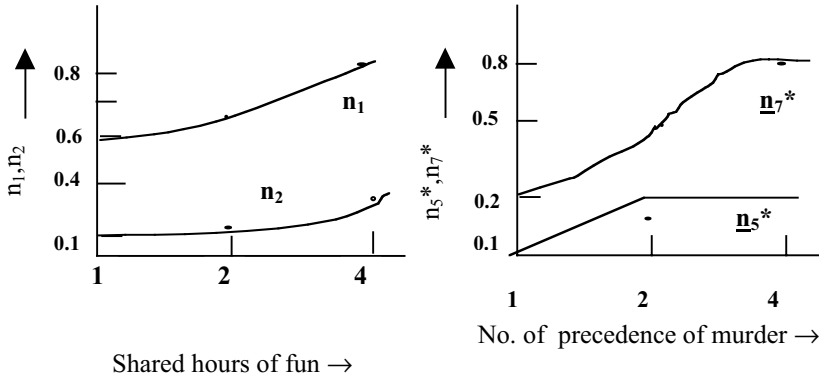 n1,n2
0.8
0.6
0.4
0.1
n1
n2
1 2 4
Shared hours of fun →
n5*,n7*
0.8
0.5
0.2
0.1
n7*
n5*
1 2 4
No. of precedence of murder →